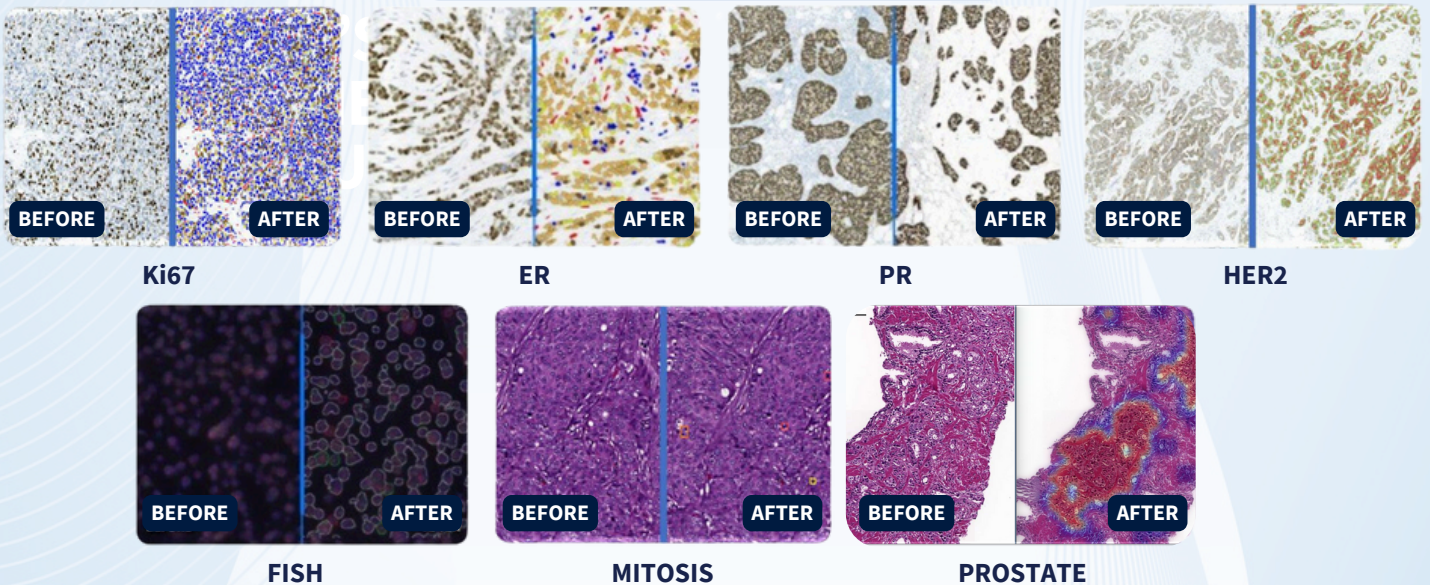 BEFORE AFTER BEFORE AFTER BEFORE AFTER BEFORE AFTER
Ki67 ER PR HER2
BEFORE AFTER BEFORE AFTER BEFORE AFTER
FISH MITOSIS PROSTATE